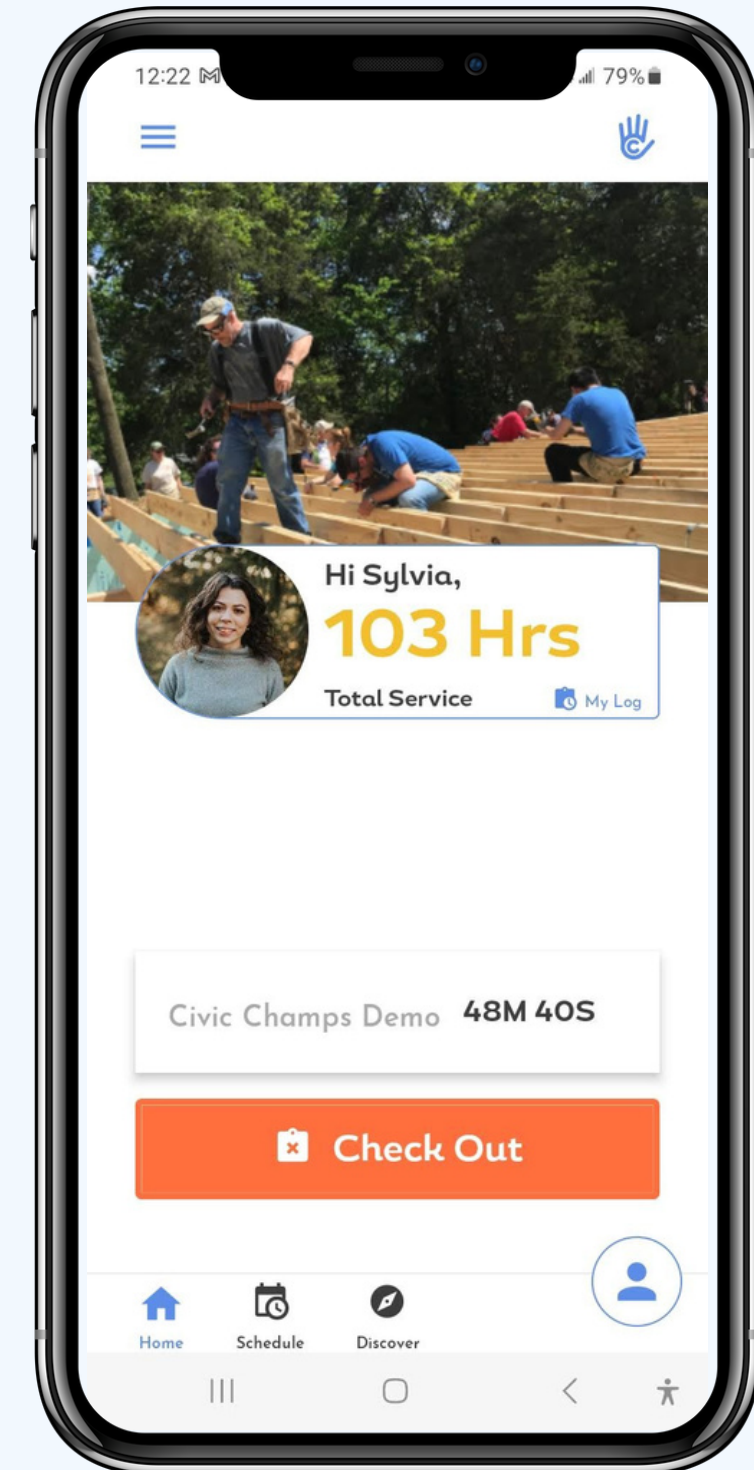 12:22
79%
Hi Sylvia,
103 Hrs
Total Service
My Log
Civic Champs Demo 48M 40S
Check Out
Home Schedule Discover